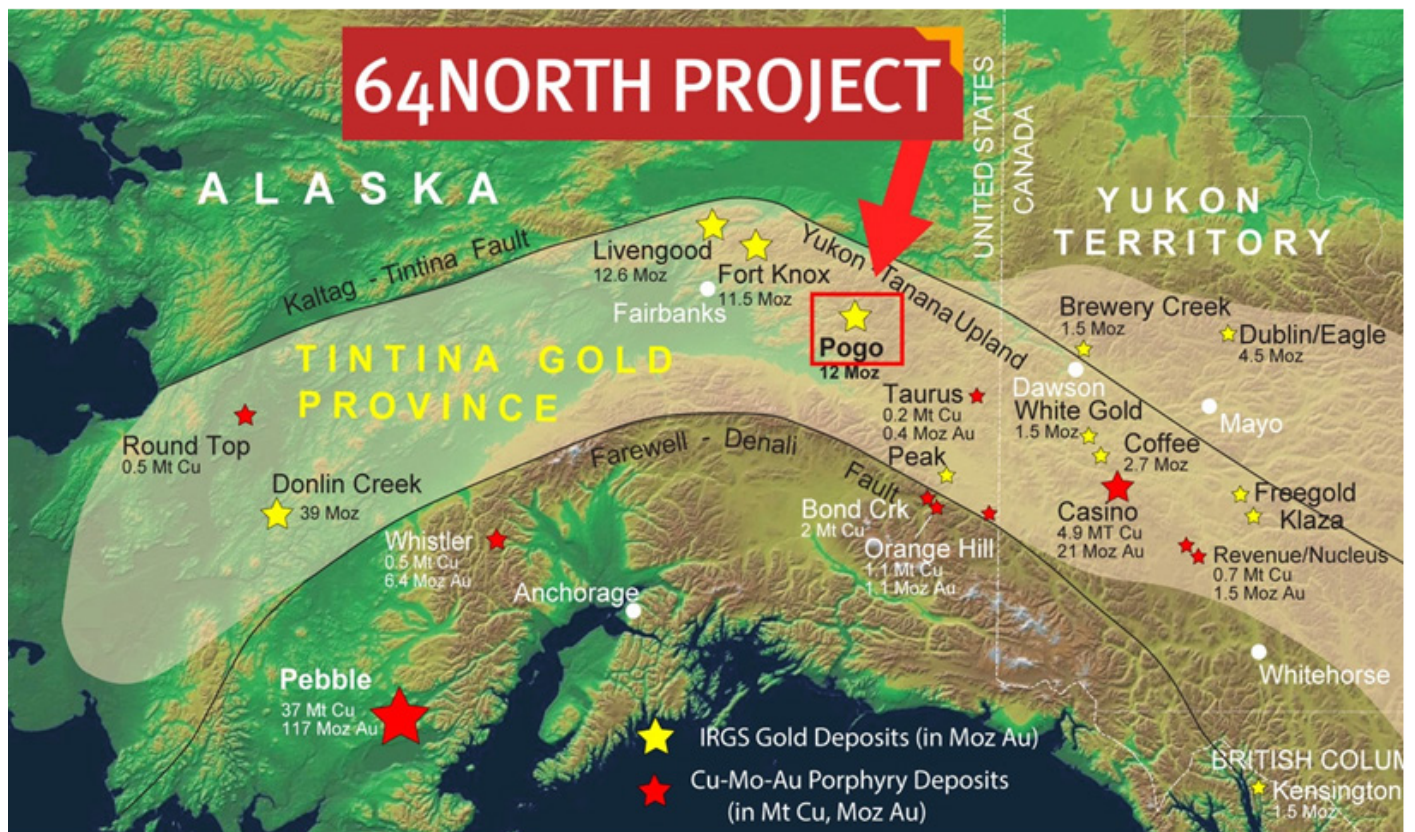 64NORTH PROJECT
ALASKA
UNITED STATES
CANADA
YUKON
TERRITORY
Kaltag - Tintina Fault
Livengood
12.6 Moz
Fort Knox
11.5 Moz
Fairbanks
Yukon - Tanana Upland
Pogo
12 Moz
Brewery Creek
1.5 Moz
Dublin/Eagle
4.5 Moz
Dawson
Mayo
TINTINA GOLD
PROVINCE
Taurus
0.2 Mt Cu
0.4 Moz Au
White Gold
1.5 Moz
Coffee
2.7 Moz
Round Top
0.5 Mt Cu
Donlin Creek
39 Moz
Farewell - Denali Fault
Peak
Bond Crk
2 Mt Cu
Orange Hill
1.1 Mt Cu
1.1 Moz Au
Casino
4.9 MT Cu
21 Moz Au
Freegold
Klaza
Revenue/Nucleus
0.7 Mt Cu
1.5 Moz Au
Whistler
0.5 Mt Cu
6.4 Moz Au
Anchorage
Whitehorse
Pebble
37 Mt Cu
117 Moz Au
IRGS Gold Deposits (in Moz Au)
Cu-Mo-Au Porphyry Deposits
(in Mt Cu, Moz Au)
BRITISH COLUM
Kensington
1.5 Moz